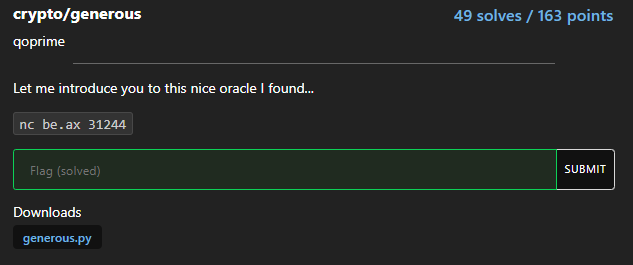 crypto/generous
49 solves / 163 points
qoprime
Let me introduce you to this nice oracle I found...
nc be.ax 31244
Flag (solved)
SUBMIT
Downloads
generous.py